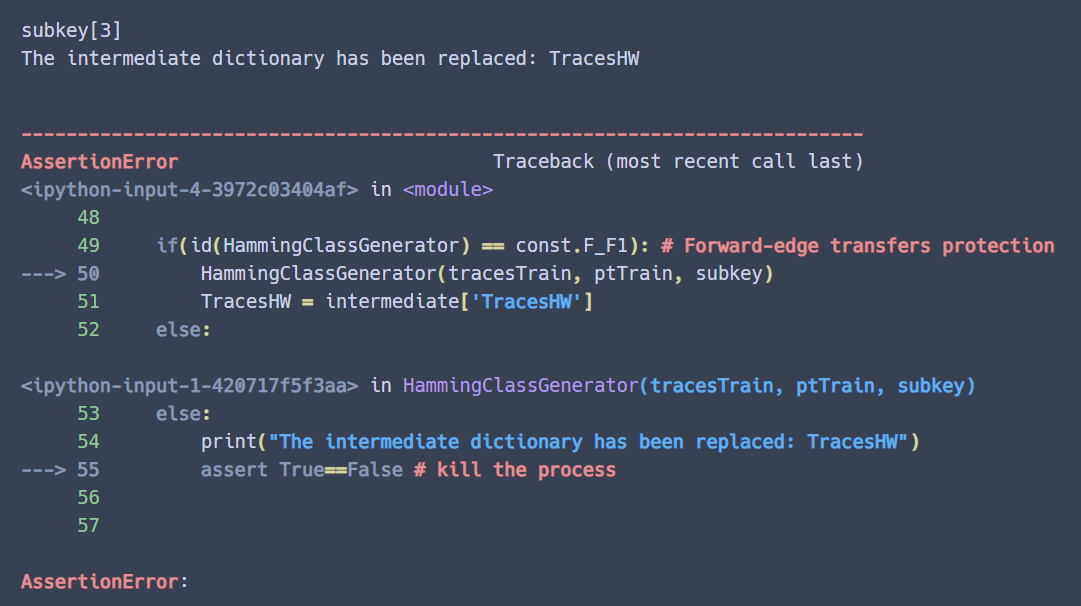 subkey[3]
The intermediate dictionary has been replaced: TracesHW
---------------------------------------------------------------------------
AssertionError                            Traceback (most recent call last)
<ipython-input-4-3972c03404af> in <module>
     48
     49     if(id(HammingClassGenerator) == const.F_F1): # Forward-edge transfers protection
---> 50         HammingClassGenerator(tracesTrain, ptTrain, subkey)
     51         TracesHW = intermediate['TracesHW']
     52     else:
<ipython-input-1-420717f5f3aa> in HammingClassGenerator(tracesTrain, ptTrain, subkey)
     53     else:
     54         print("The intermediate dictionary has been replaced: TracesHW")
---> 55         assert True==False # kill the process
     56
     57
AssertionError: